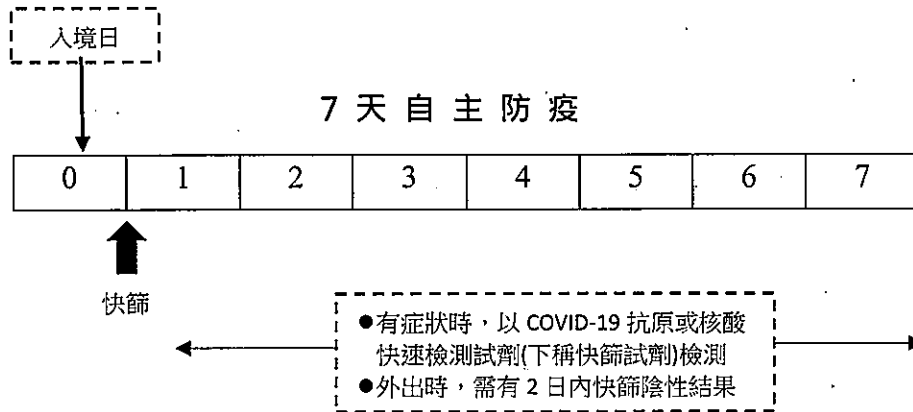 入境日
7 天 自 主 防 疫
0 1 2 3 4 5 6 7
快篩
●有症狀時，以 COVID-19 抗原或核酸
快速檢測試劑(下稱快篩試劑)檢測
●外出時，需有 2 日內快篩陰性結果